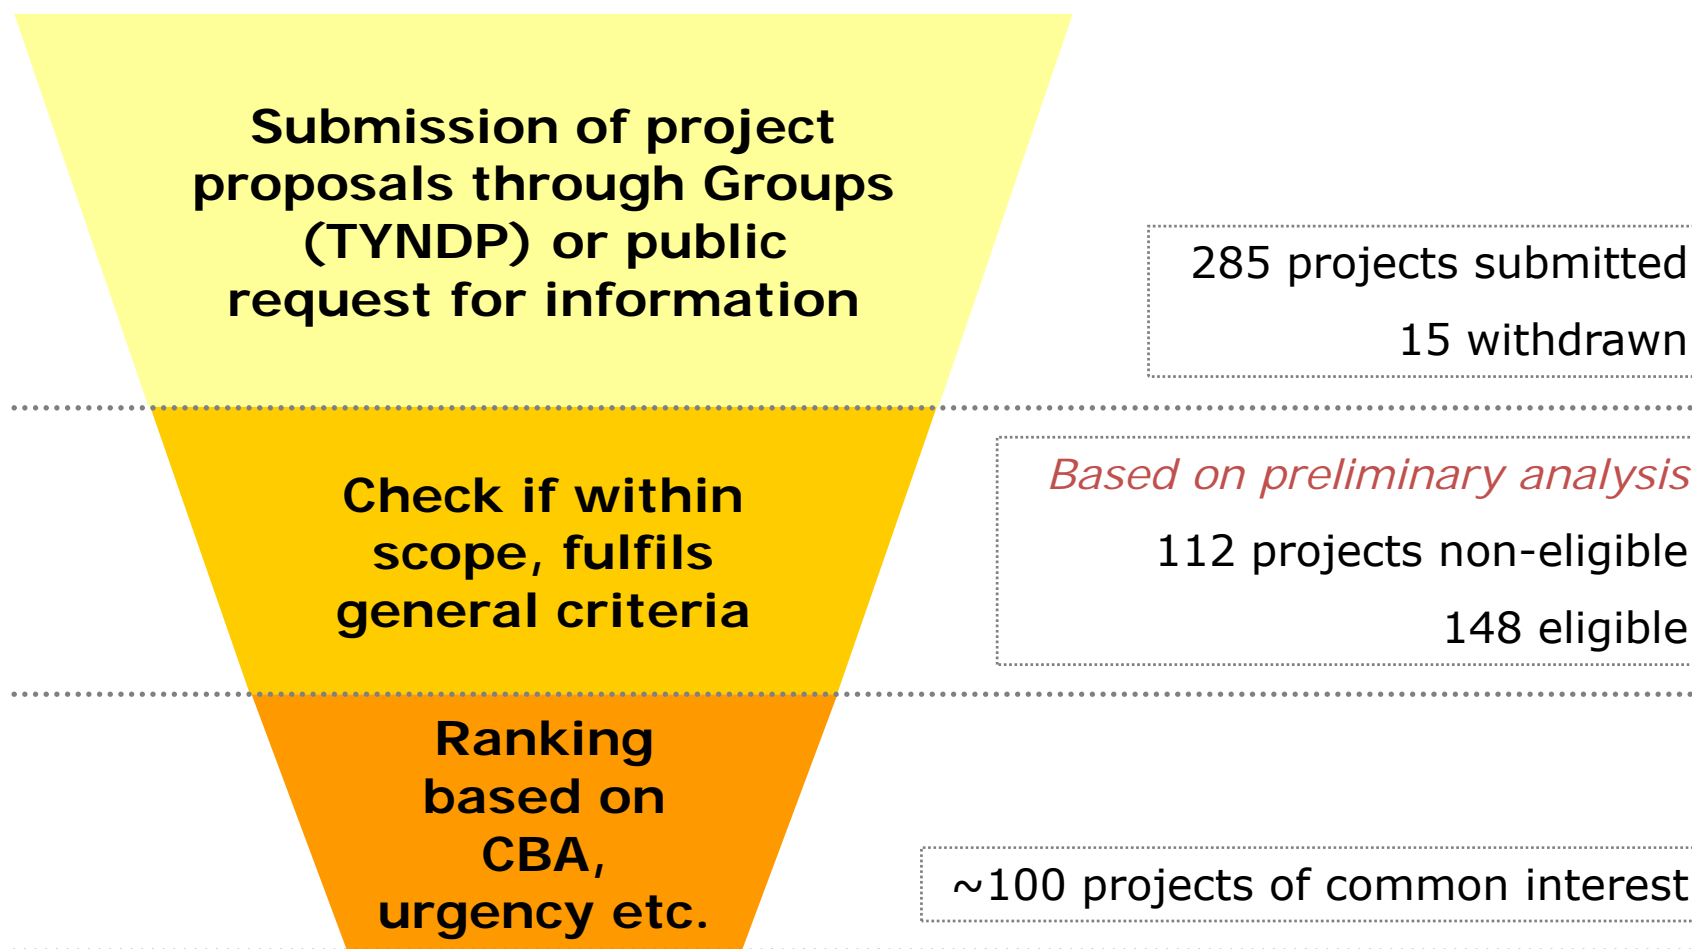 Submission of project
proposals through Groups
(TYNDP) or public
request for information
285 projects submitted
15 withdrawn
Check if within
scope, fulfils
general criteria
Based on preliminary analysis
112 projects non-eligible
148 eligible
Ranking
based on
CBA,
urgency etc.
~100 projects of common interest